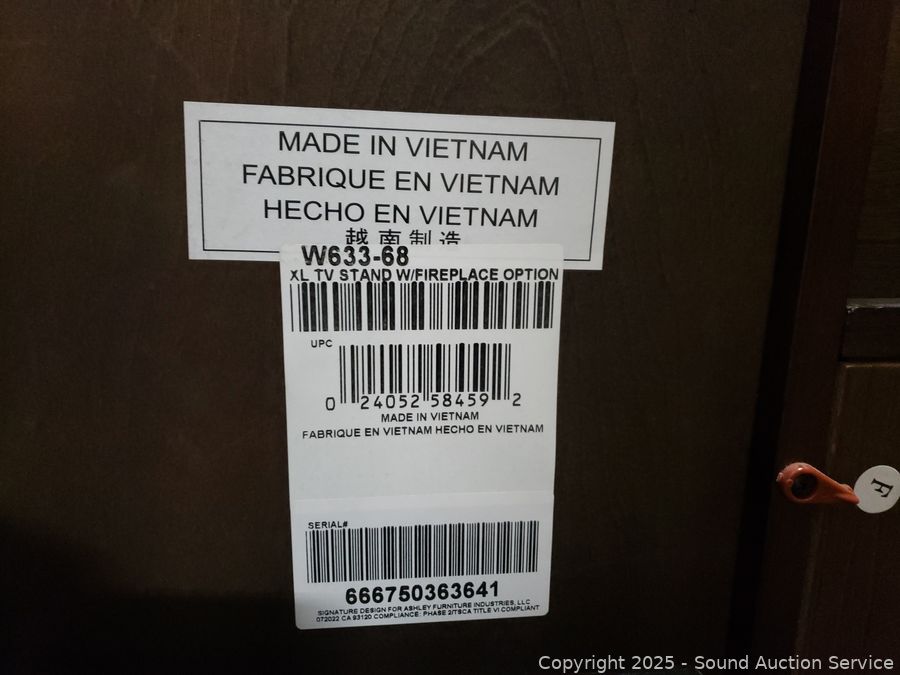 MADE IN VIETNAM
FABRIQUE EN VIETNAM
HECHO EN VIETNAM
越南制造
W633-68
XL TV STAND W/FIREPLACE OPTION
UPC
0 24052 58459 2
MADE IN VIETNAM
FABRIQUE EN VIETNAM HECHO EN VIETNAM
SERIAL#
666750363641
SIGNATURE DESIGN FOR ASHLEY FURNITURE INDUSTRIES, LLC
072022 CA 93120 COMPLIANCE: PHASE 2/TSCA TITLE VI COMPLIANT
F
Copyright 2025 - Sound Auction Service